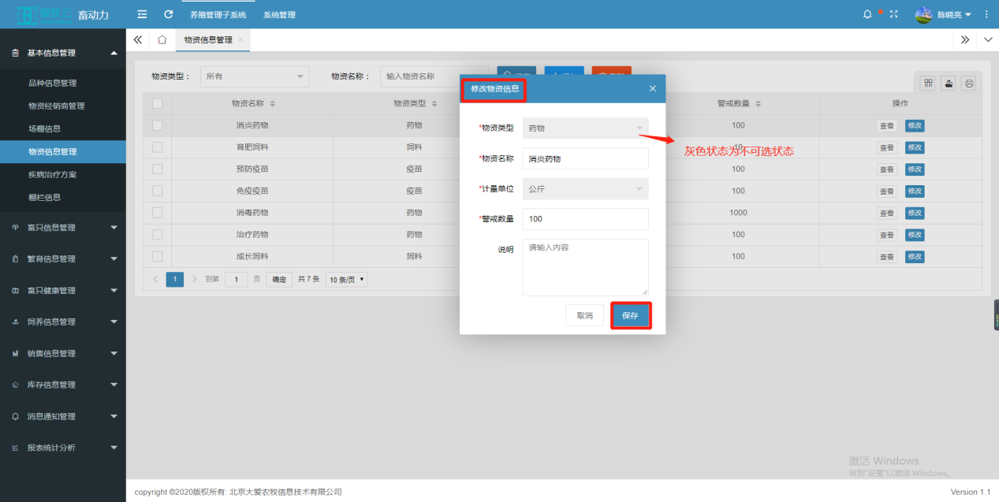 爱牧云 畜动力
养殖管理子系统 系统管理
陈晓亮
物资信息管理
基本信息管理
品种信息管理
物资经销商管理
场棚信息
物资信息管理
疾病治疗方案
棚栏信息
畜只信息管理
繁育信息管理
畜只健康管理
饲养信息管理
销售信息管理
库存信息管理
消息通知管理
报表统计分析
物资类型： 所有 物资名称： 输入物资名称
物资名称 物资类型 警戒数量 操作
消炎药物 药物 100 查看 修改
育肥饲料 饲料 10 查看 修改
预防疫苗 疫苗 100 查看 修改
免疫疫苗 疫苗 100 查看 修改
消毒药物 药物 1000 查看 修改
治疗药物 药物 100 查看 修改
成长饲料 饲料 100 查看 修改
1 到第 1 页 确定 共 7 条 10 条/页
修改物资信息
*物资类型 药物
灰色状态为不可选状态
*物资名称 消炎药物
*计量单位 公斤
*警戒数量 100
说明 请输入内容
取消 保存
激活 Windows
转到"设置"以激活 Windows。
copyright ©2020版权所有: 北京大爱农牧信息技术有限公司
Version 1.1